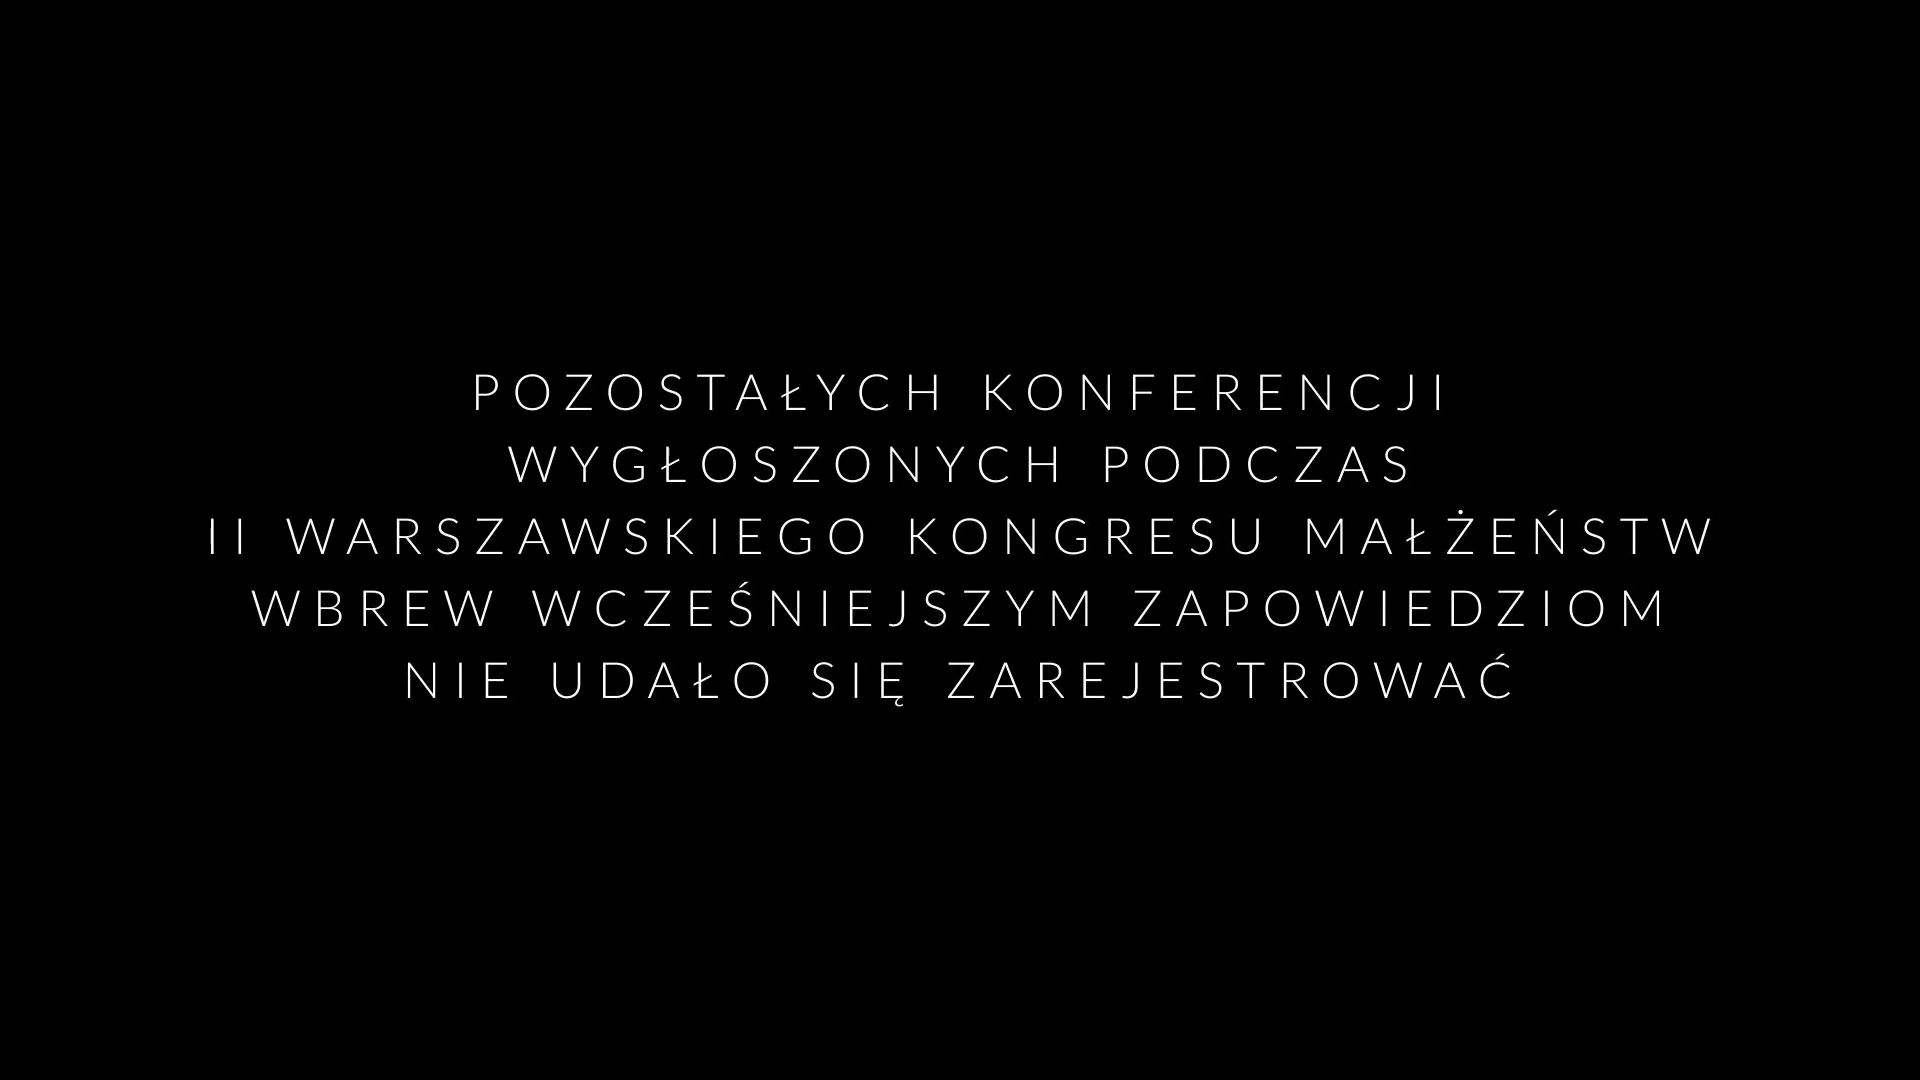 POZOSTAŁYCH KONFERENCJI
WYGŁOSZONYCH PODCZAS
II WARSZAWSKIEGO KONGRESU MAŁŻEŃSTW
WBREW WCZEŚNIEJSZYM ZAPOWIEDZIOM
NIE UDAŁO SIĘ ZAREJESTROWAĆ